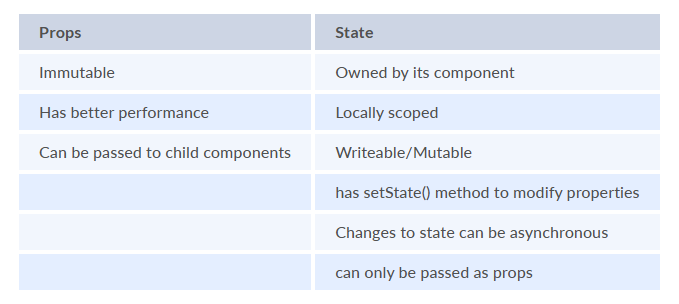 Props State
Immutable Owned by its component
Has better performance Locally scoped
Can be passed to child components Writeable/Mutable
has setState() method to modify properties
Changes to state can be asynchronous
can only be passed as props